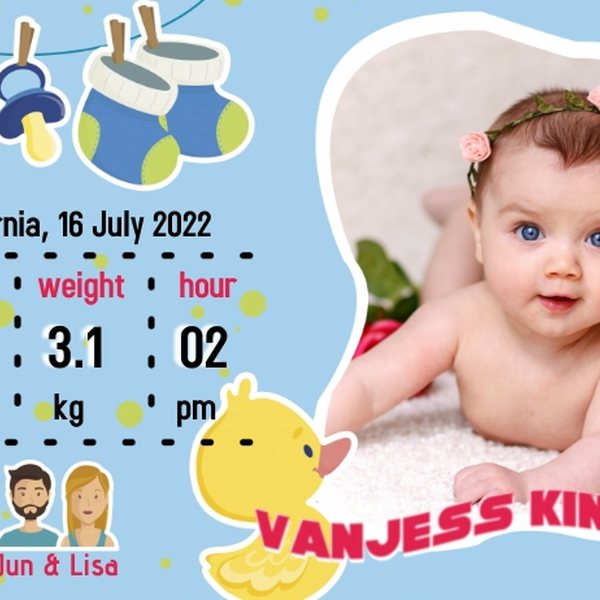 rnia, 16 July 2022
weight hour
3.1 02
kg pm
VANJESS KIN
Jun & Lisa